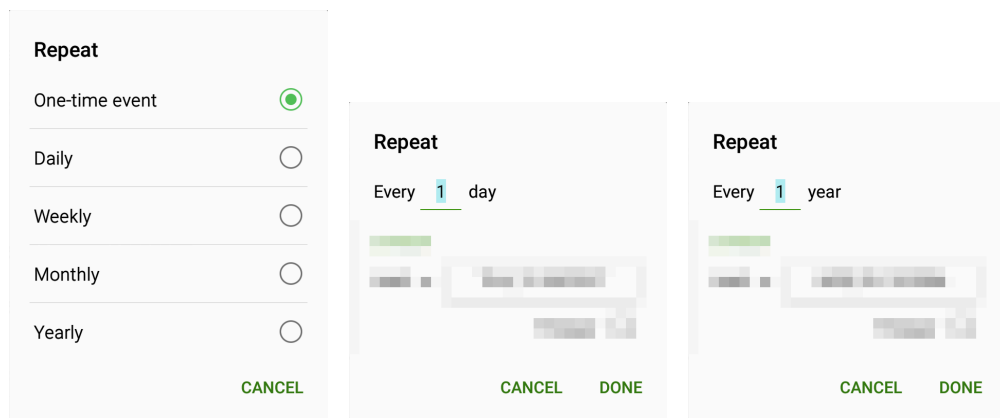 Repeat
One-time event
Daily
Weekly
Monthly
Yearly
CANCEL
Repeat
Every 1 day
CANCEL DONE
Repeat
Every 1 year
CANCEL DONE